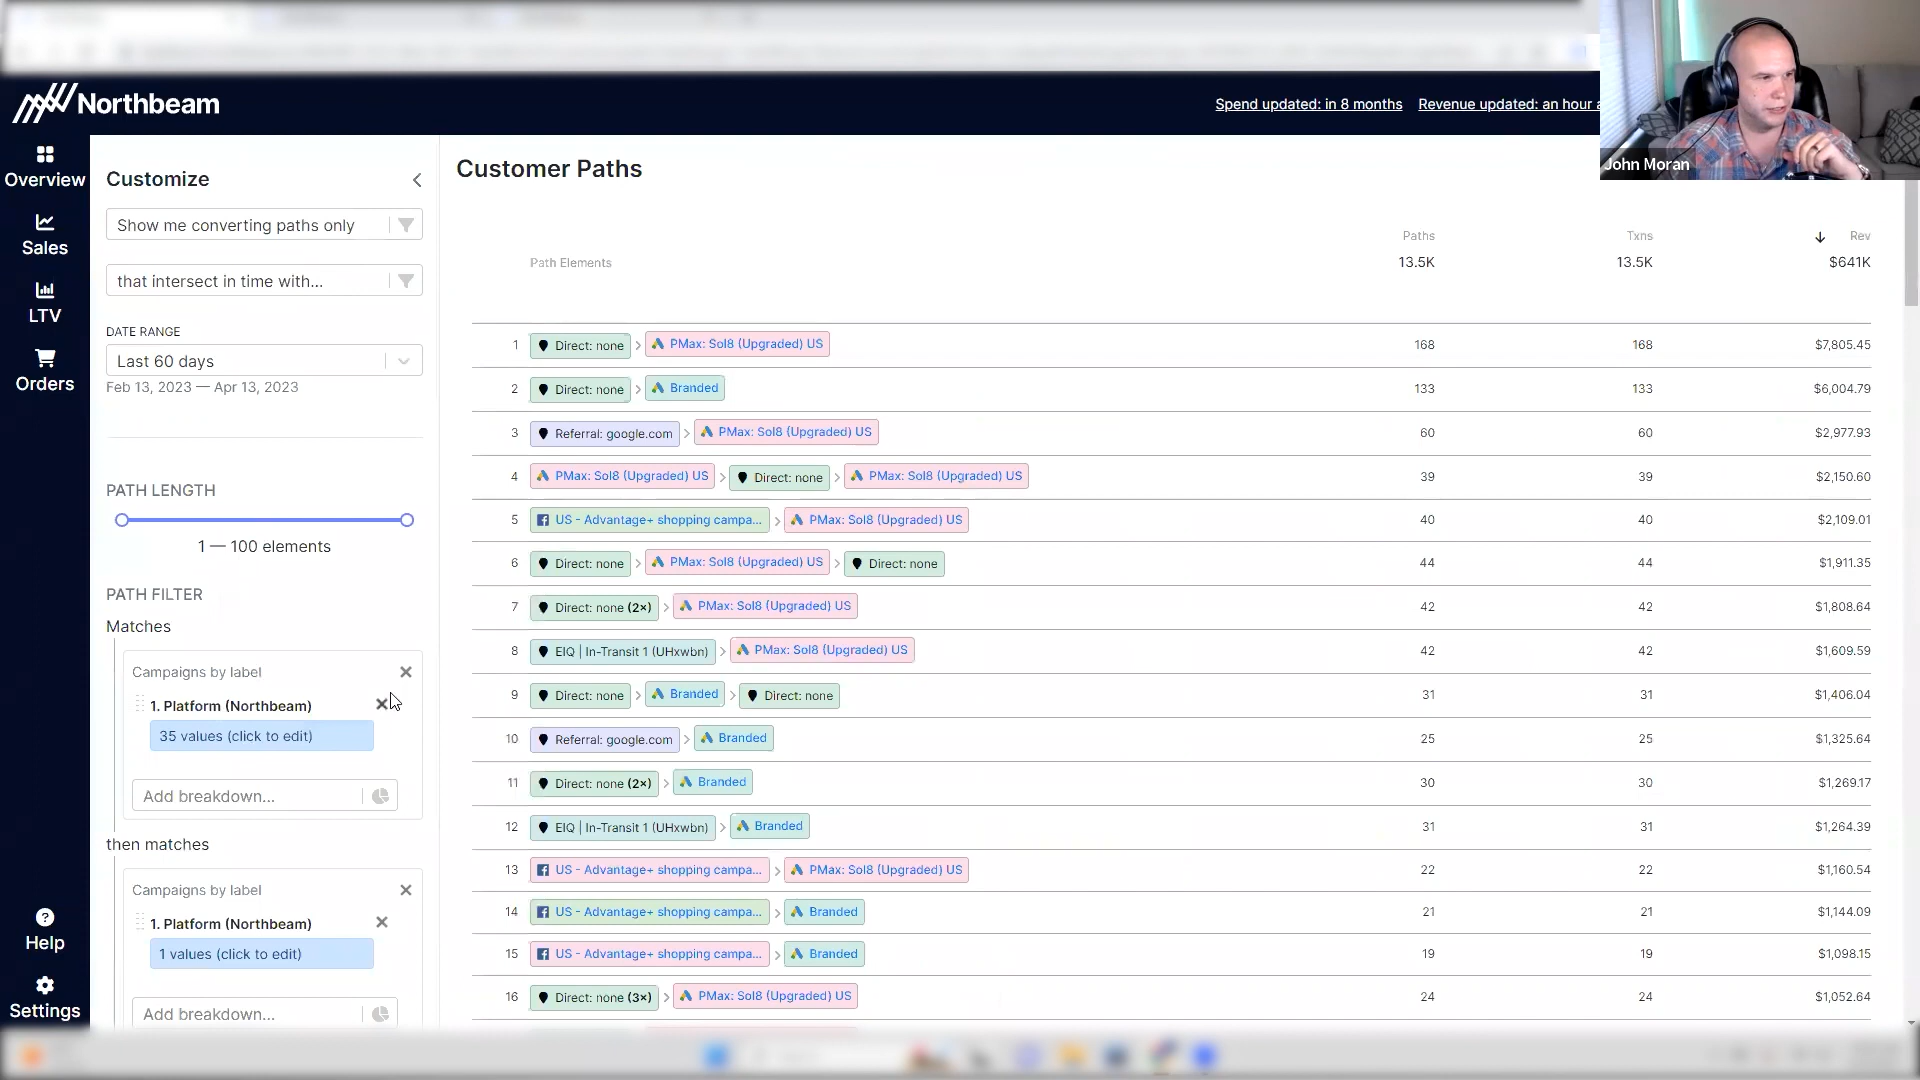 Northbeam
Spend updated: in 8 months Revenue updated: an hour a
John Moran
Overview
Sales
LTV
Orders
Help
Settings
Customize
Show me converting paths only
that intersect in time with...
DATE RANGE
Last 60 days
Feb 13, 2023 — Apr 13, 2023
PATH LENGTH
1 — 100 elements
PATH FILTER
Matches
Campaigns by label
1. Platform (Northbeam)
35 values (click to edit)
Add breakdown...
then matches
Campaigns by label
1. Platform (Northbeam)
1 values (click to edit)
Add breakdown...
Customer Paths
Paths Txns Rev
Path Elements 13.5K 13.5K $641K
1 Direct: none > PMax: Sol8 (Upgraded) US 168 168 $7,805.45
2 Direct: none > Branded 133 133 $6,004.79
3 Referral: google.com > PMax: Sol8 (Upgraded) US 60 60 $2,977.93
4 PMax: Sol8 (Upgraded) US > Direct: none > PMax: Sol8 (Upgraded) US 39 39 $2,150.60
5 US - Advantage+ shopping campa... > PMax: Sol8 (Upgraded) US 40 40 $2,109.01
6 Direct: none > PMax: Sol8 (Upgraded) US > Direct: none 44 44 $1,911.35
7 Direct: none (2×) > PMax: Sol8 (Upgraded) US 42 42 $1,808.64
8 EIQ | In-Transit 1 (UHxwbn) > PMax: Sol8 (Upgraded) US 42 42 $1,609.59
9 Direct: none > Branded > Direct: none 31 31 $1,406.04
10 Referral: google.com > Branded 25 25 $1,325.64
11 Direct: none (2×) > Branded 30 30 $1,269.17
12 EIQ | In-Transit 1 (UHxwbn) > Branded 31 31 $1,264.39
13 US - Advantage+ shopping campa... > PMax: Sol8 (Upgraded) US 22 22 $1,160.54
14 US - Advantage+ shopping campa... > Branded 21 21 $1,144.09
15 US - Advantage+ shopping campa... > Branded 19 19 $1,098.15
16 Direct: none (3×) > PMax: Sol8 (Upgraded) US 24 24 $1,052.64